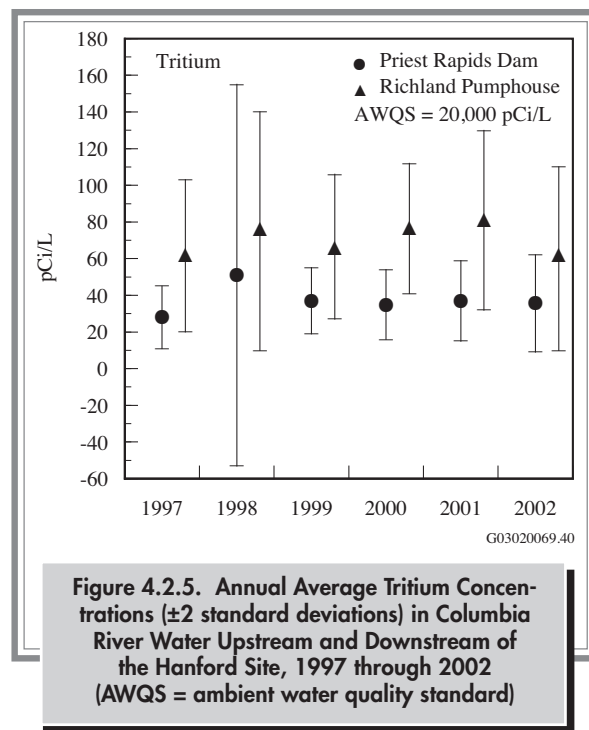 180
160
140
120
100
80
60
40
20
0
-20
-40
-60
pCi/L
Tritium
Priest Rapids Dam
Richland Pumphouse
AWQS = 20,000 pCi/L
1997 1998 1999 2000 2001 2002
G03020069.40
Figure 4.2.5. Annual Average Tritium Concen-
trations (±2 standard deviations) in Columbia
River Water Upstream and Downstream of
the Hanford Site, 1997 through 2002
(AWQS = ambient water quality standard)